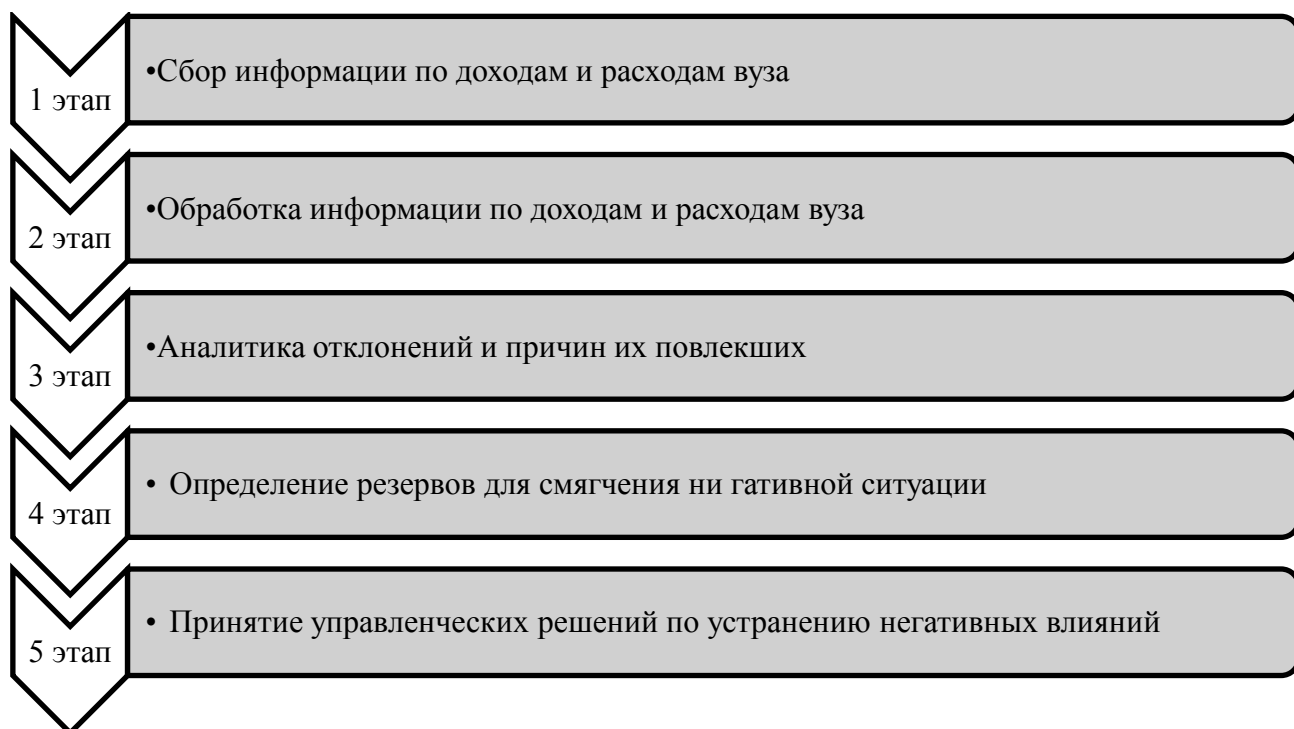 1 этап
•Сбор информации по доходам и расходам вуза
2 этап
•Обработка информации по доходам и расходам вуза
3 этап
•Аналитика отклонений и причин их повлекших
4 этап
• Определение резервов для смягчения ни гативной ситуации
5 этап
• Принятие управленческих решений по устранению негативных влияний